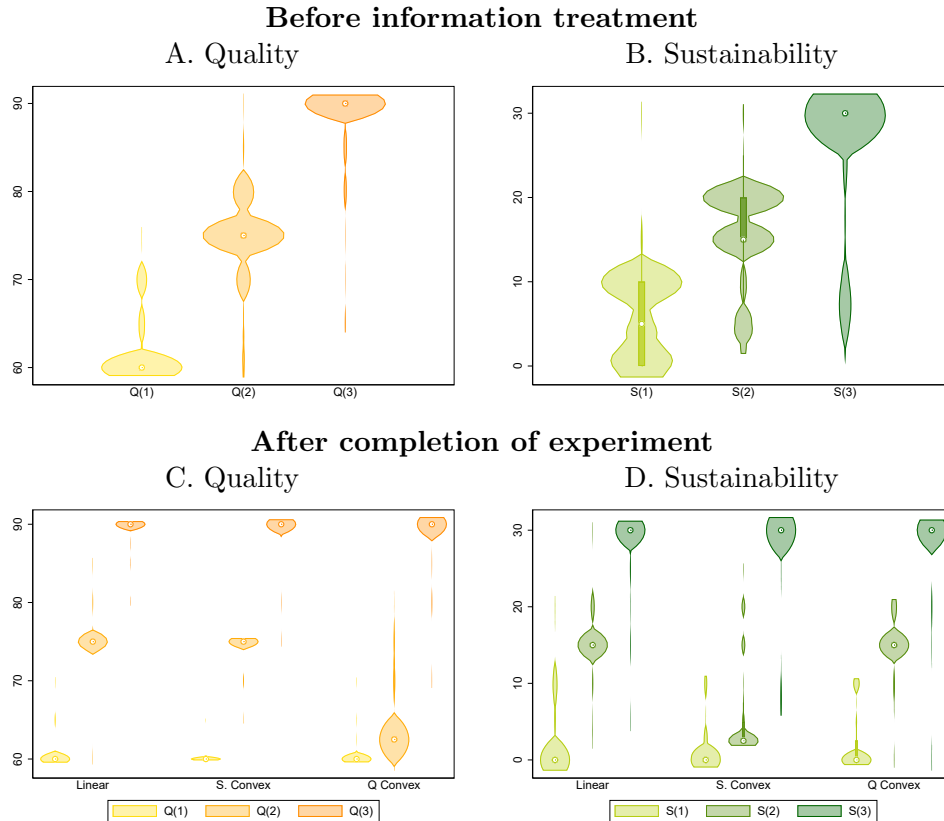 Before information treatment
A. Quality
B. Sustainability
90
80
70
60
Q(1) Q(2) Q(3)
30
20
10
0
S(1) S(2) S(3)
After completion of experiment
C. Quality
D. Sustainability
90
80
70
60
Linear S. Convex Q Convex
Q(1) Q(2) Q(3)
30
20
10
0
Linear S. Convex Q Convex
S(1) S(2) S(3)